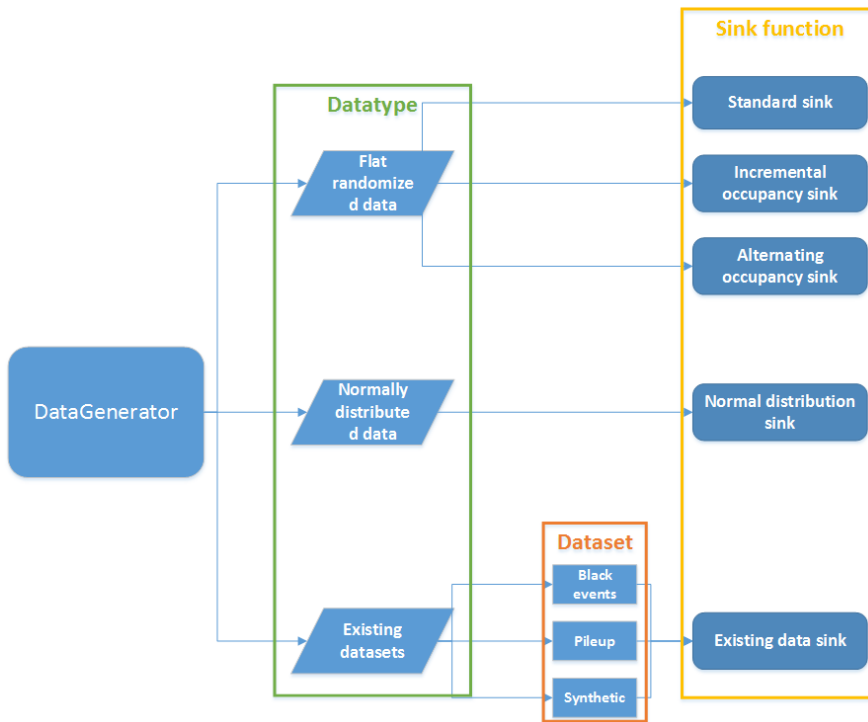 Sink function
Datatype
Standard sink
Flat
randomize
d data
Incremental
occupancy sink
Alternating
occupancy sink
DataGenerator
Normally
distribute
d data
Normal distribution
sink
Dataset
Black
events
Existing
datasets
Pileup
Existing data sink
Synthetic